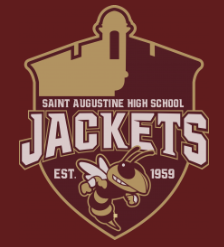 SAINT AUGUSTINE HIGH SCHOOL
JACKETS
EST. 1959